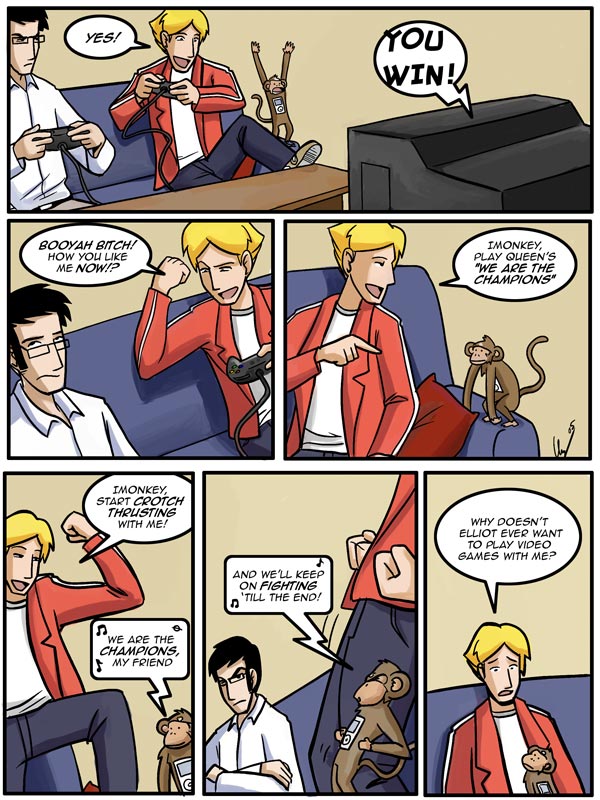 YES!
YOU
WIN!
BOOYAH BITCH!
HOW YOU LIKE
ME NOW!?
IMONKEY,
PLAY QUEEN'S
"WE ARE THE
CHAMPIONS"
IMONKEY,
START CROTCH
THRUSTING
WITH ME!
WE ARE THE
CHAMPIONS,
MY FRIEND
AND WE'LL KEEP
ON FIGHTING
'TILL THE END!
WHY DOESN'T
ELLIOT EVER WANT
TO PLAY VIDEO
GAMES WITH ME?